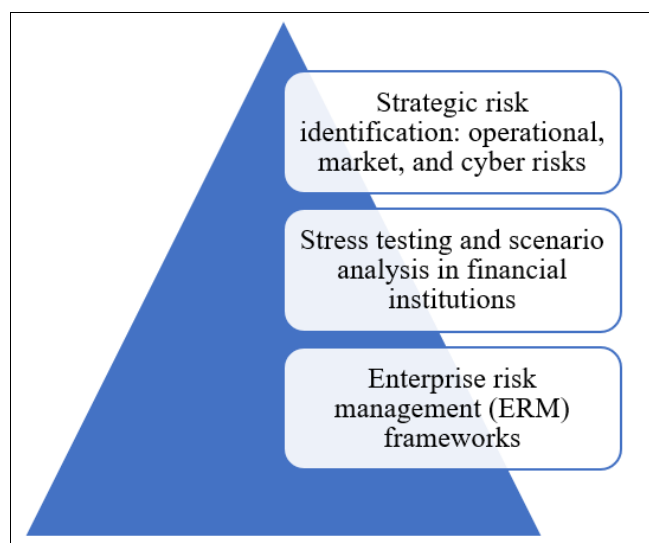 Strategic risk
identification: operational,
market, and cyber risks
Stress testing and scenario
analysis in financial
institutions
Enterprise risk
management (ERM)
frameworks